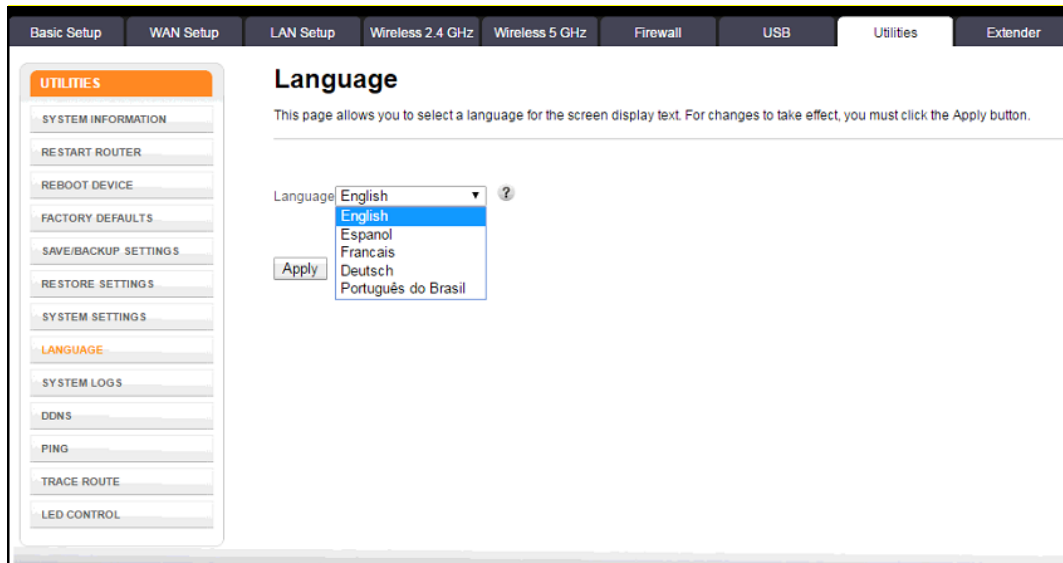 Basic Setup WAN Setup LAN Setup Wireless 2.4 GHz Wireless 5 GHz Firewall USB Utilities Extender
UTILITIES
SYSTEM INFORMATION
RESTART ROUTER
REBOOT DEVICE
FACTORY DEFAULTS
SAVE/BACKUP SETTINGS
RESTORE SETTINGS
SYSTEM SETTINGS
LANGUAGE
SYSTEM LOGS
DDNS
PING
TRACE ROUTE
LED CONTROL
Language
This page allows you to select a language for the screen display text. For changes to take effect, you must click the Apply button.
Language English ?
English
Espanol
Francais
Deutsch
Português do Brasil
Apply